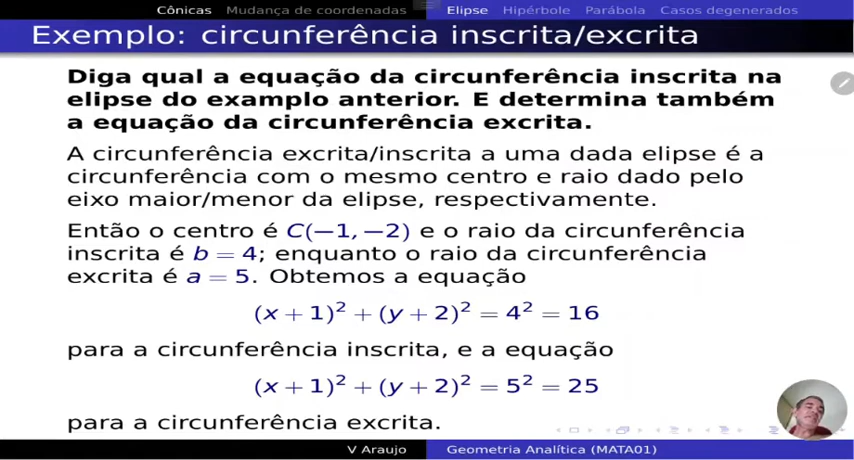 Cônicas Mudança de coordenadas Elipse Hipérbole Parábola Casos degenerados
Exemplo: circunferência inscrita/excrita
Diga qual a equação da circunferência inscrita na
elipse do example anterior. E determina também
a equação da circunferência excrita.
A circunferência excrita/inscrita a uma dada elipse é a
circunferência com o mesmo centro e raio dado pelo
eixo maior/menor da elipse, respectivamente.
Então o centro é C(−1, −2) e o raio da circunferência
inscrita é b = 4; enquanto o raio da circunferência
excrita é a = 5. Obtemos a equação
(x + 1)² + (y + 2)² = 4² = 16
para a circunferência inscrita, e a equação
(x + 1)² + (y + 2)² = 5² = 25
para a circunferência excrita.
V Araujo Geometria Analítica (MATA01)